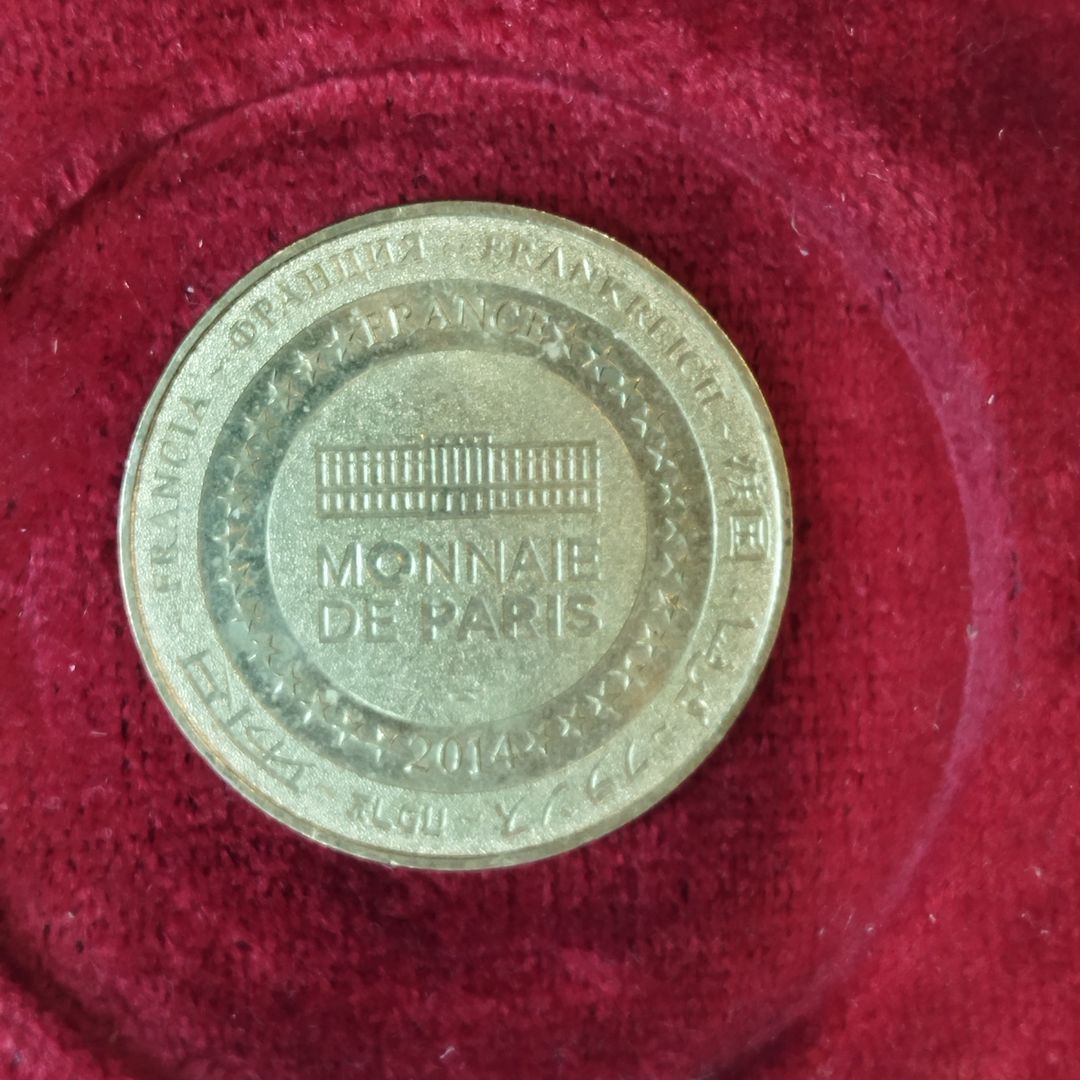 FRANCIA - ФРАНЦИЯ - FRANKREICH - 法国
FRANCE
MONNAIE
DE PARIS
2014